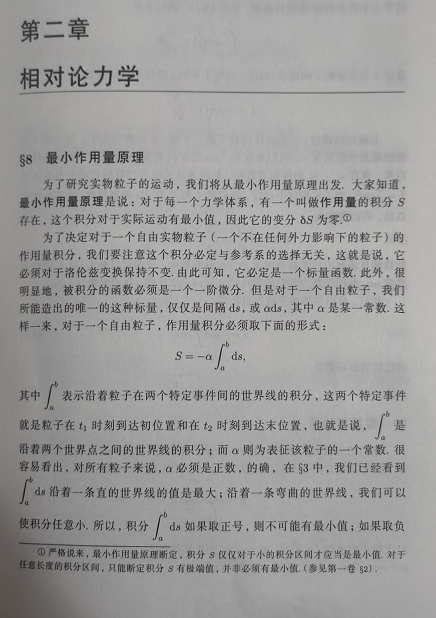 第二章
相对论力学
§8 最小作用量原理
为了研究实物粒子的运动，我们将从最小作用量原理出发. 大家知道，
最小作用量原理是说：对于每一个力学体系，有一个叫做作用量的积分 S
存在，这个积分对于实际运动有最小值，因此它的变分 δS 为零.①
为了决定对于一个自由实物粒子（一个不在任何外力影响下的粒子）的
作用量积分，我们要注意这个积分必定与参考系的选择无关，这就是说，它
必须对于洛伦兹变换保持不变. 由此可知，它必定是一个标量函数. 此外，很
明显地，被积分的函数必须是一个一阶微分. 但是对于一个自由粒子，我们
所能造出的唯一的这种标量，仅仅是间隔 ds，或 αds，其中 α 是某一常数. 这
样一来，对于一个自由粒子，作用量积分必须取下面的形式：
S = −α∫ₐᵇ ds,
其中 ∫ₐᵇ 表示沿着粒子在两个特定事件间的世界线的积分，这两个特定事件
就是粒子在 t₁ 时刻到达初位置和在 t₂ 时刻到达末位置，也就是说，∫ₐᵇ 是
沿着两个世界点之间的世界线的积分；而 α 则为表征该粒子的一个常数. 很
容易看出，对所有粒子来说，α 必须是正数，的确，在 §3 中，我们已经看到
∫ₐᵇ ds 沿着一条直的世界线的值是最大；沿着一条弯曲的世界线，我们可以
使积分任意小. 所以，积分 ∫ₐᵇ ds 如果取正号，则不可能有最小值；如果取负
① 严格说来，最小作用量原理断定，积分 S 仅仅对于小的积分区间才应当是最小值. 对于
任意长度的积分区间，只能断定积分 S 有极端值，并非必须有最小值.（参见第一卷 §2）.